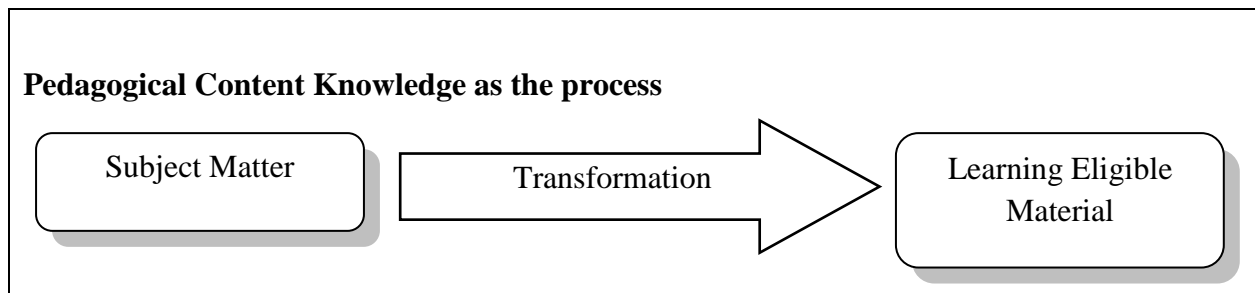 Pedagogical Content Knowledge as the process
Subject Matter
Transformation
Learning Eligible
Material